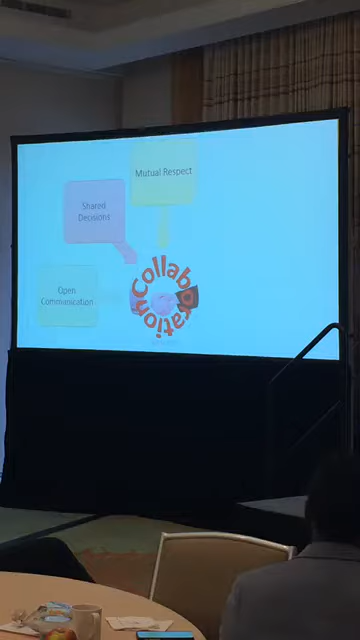 Mutual Respect
Shared
Decisions
Open
Communication
Collaboration